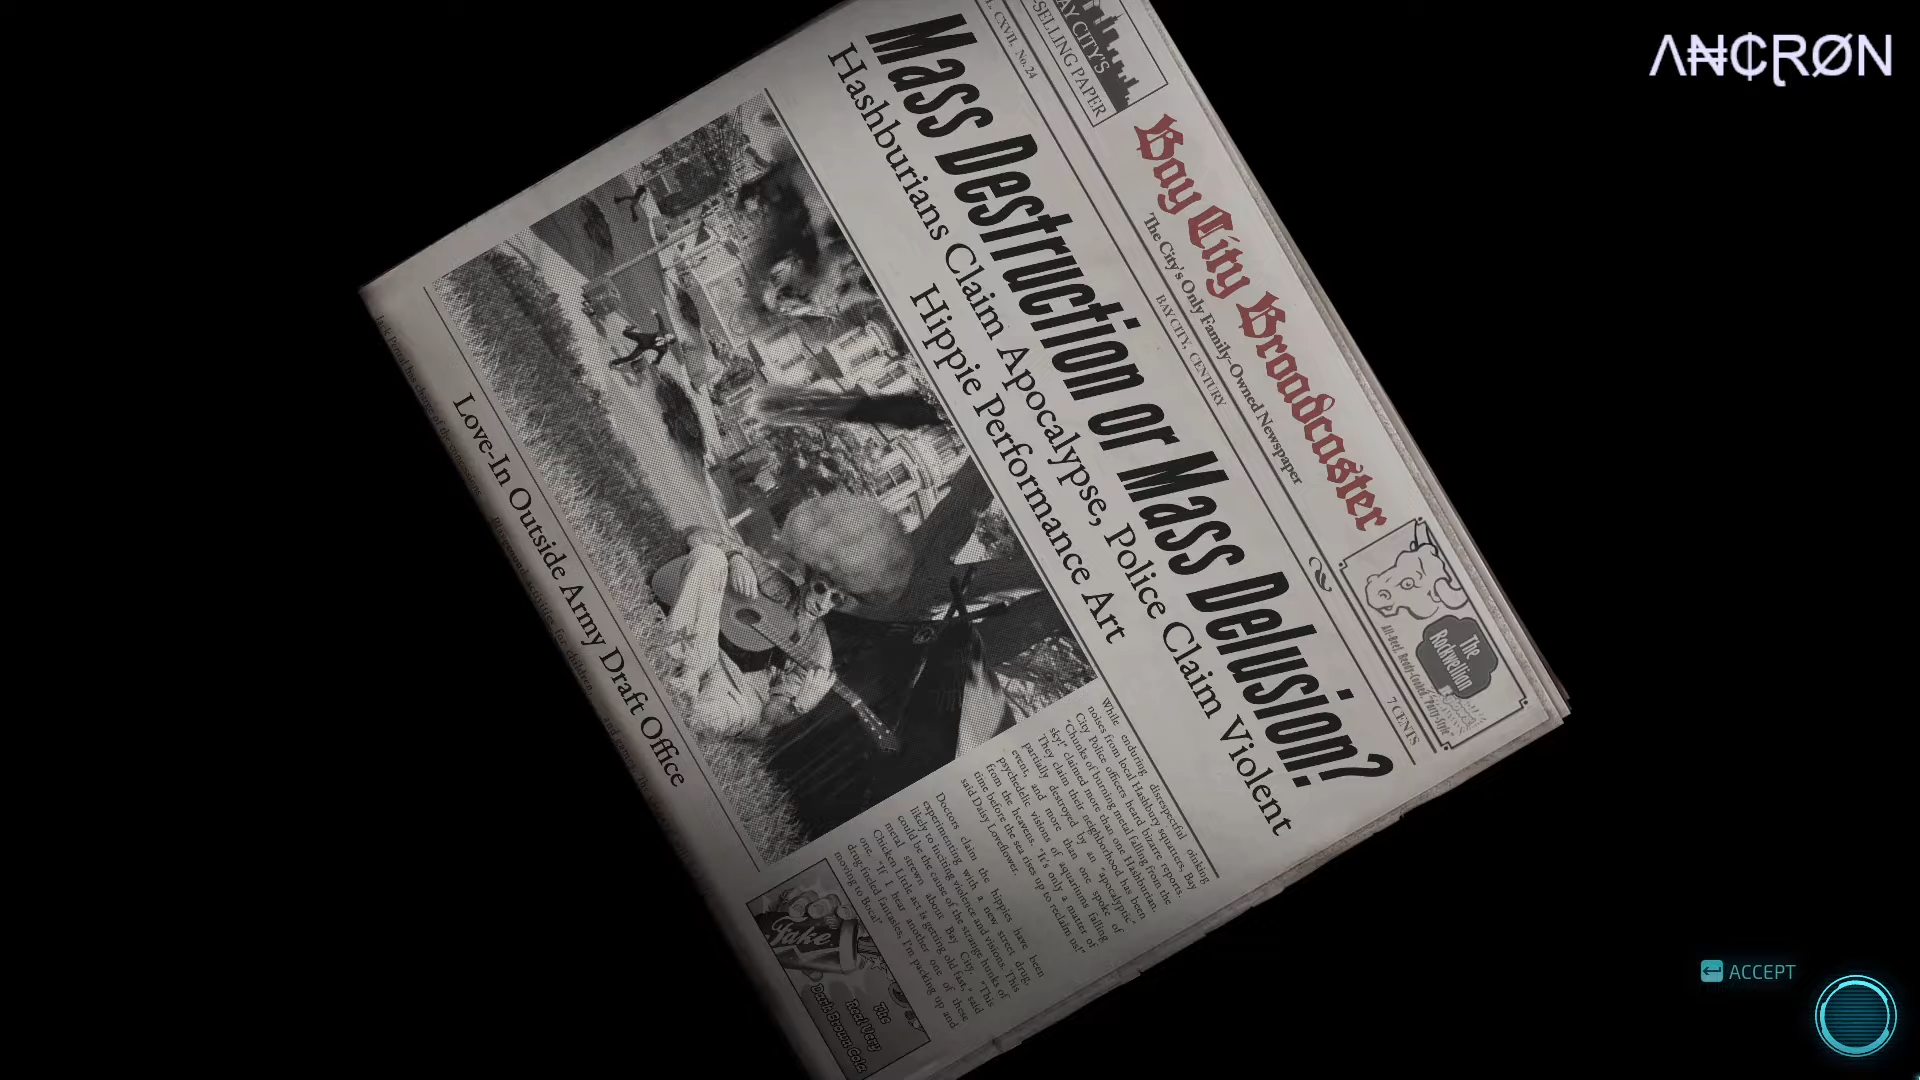 ΛN₵RØN
BAY CITY'S
-SELLING PAPER
Bay City Broadcaster
The City's Only Family-Owned Newspaper
The
Rockwellian
CXVII, No. 24
BAY CITY, CENTURY
7 CENTS
Mass Destruction or Mass Delusion?
Hashburians Claim Apocalypse, Police Claim Violent
Hippie Performance Art
While enduring disrespectful oinking
noises from local Hashbury squatters, Bay
City Police officers heard bizarre reports.
"Chunks of burning metal falling from the
sky!" claimed more than one Hashburian.
They claim their neighborhood has been
partially destroyed by an "apocalyptic"
event, and more than one spoke of
psychedelic visions of aquariums falling
from the heavens. "It's only a matter of
time before the sea rises up to reclaim us!"
said Daisy Loveflower.
Doctors claim the hippies have been
experimenting with a new street drug,
likely to inciting violence and visions. This
could be the cause of the strange hunks of
metal strewn about Bay City. "This
Chicken Little act is getting old fast," said
one. "If I hear another one of these
drug-fueled fantasies, I'm packing up and
moving to Boca!"
Love-In Outside Army Draft Office
Fake
The
Real Very
Dark Brown Cola
ACCEPT